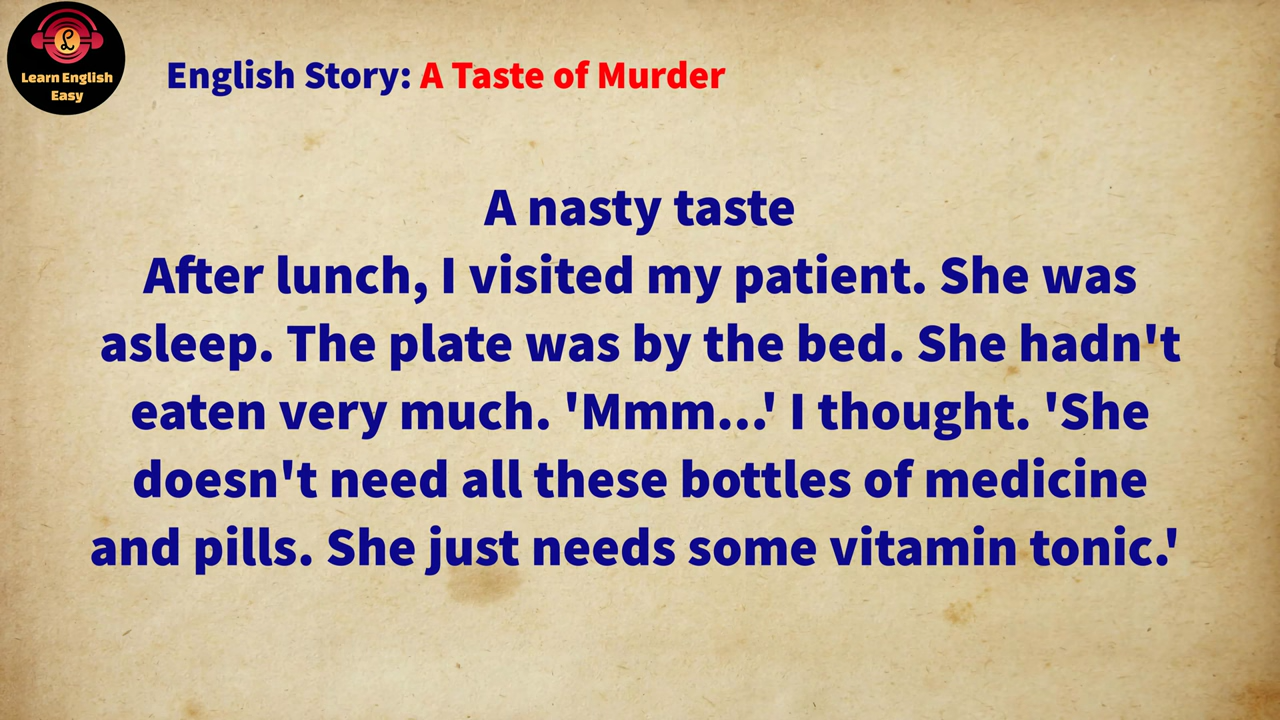 Learn English
Easy
English Story: A Taste of Murder
A nasty taste
After lunch, I visited my patient. She was
asleep. The plate was by the bed. She hadn't
eaten very much. 'Mmm...' I thought. 'She
doesn't need all these bottles of medicine
and pills. She just needs some vitamin tonic.'